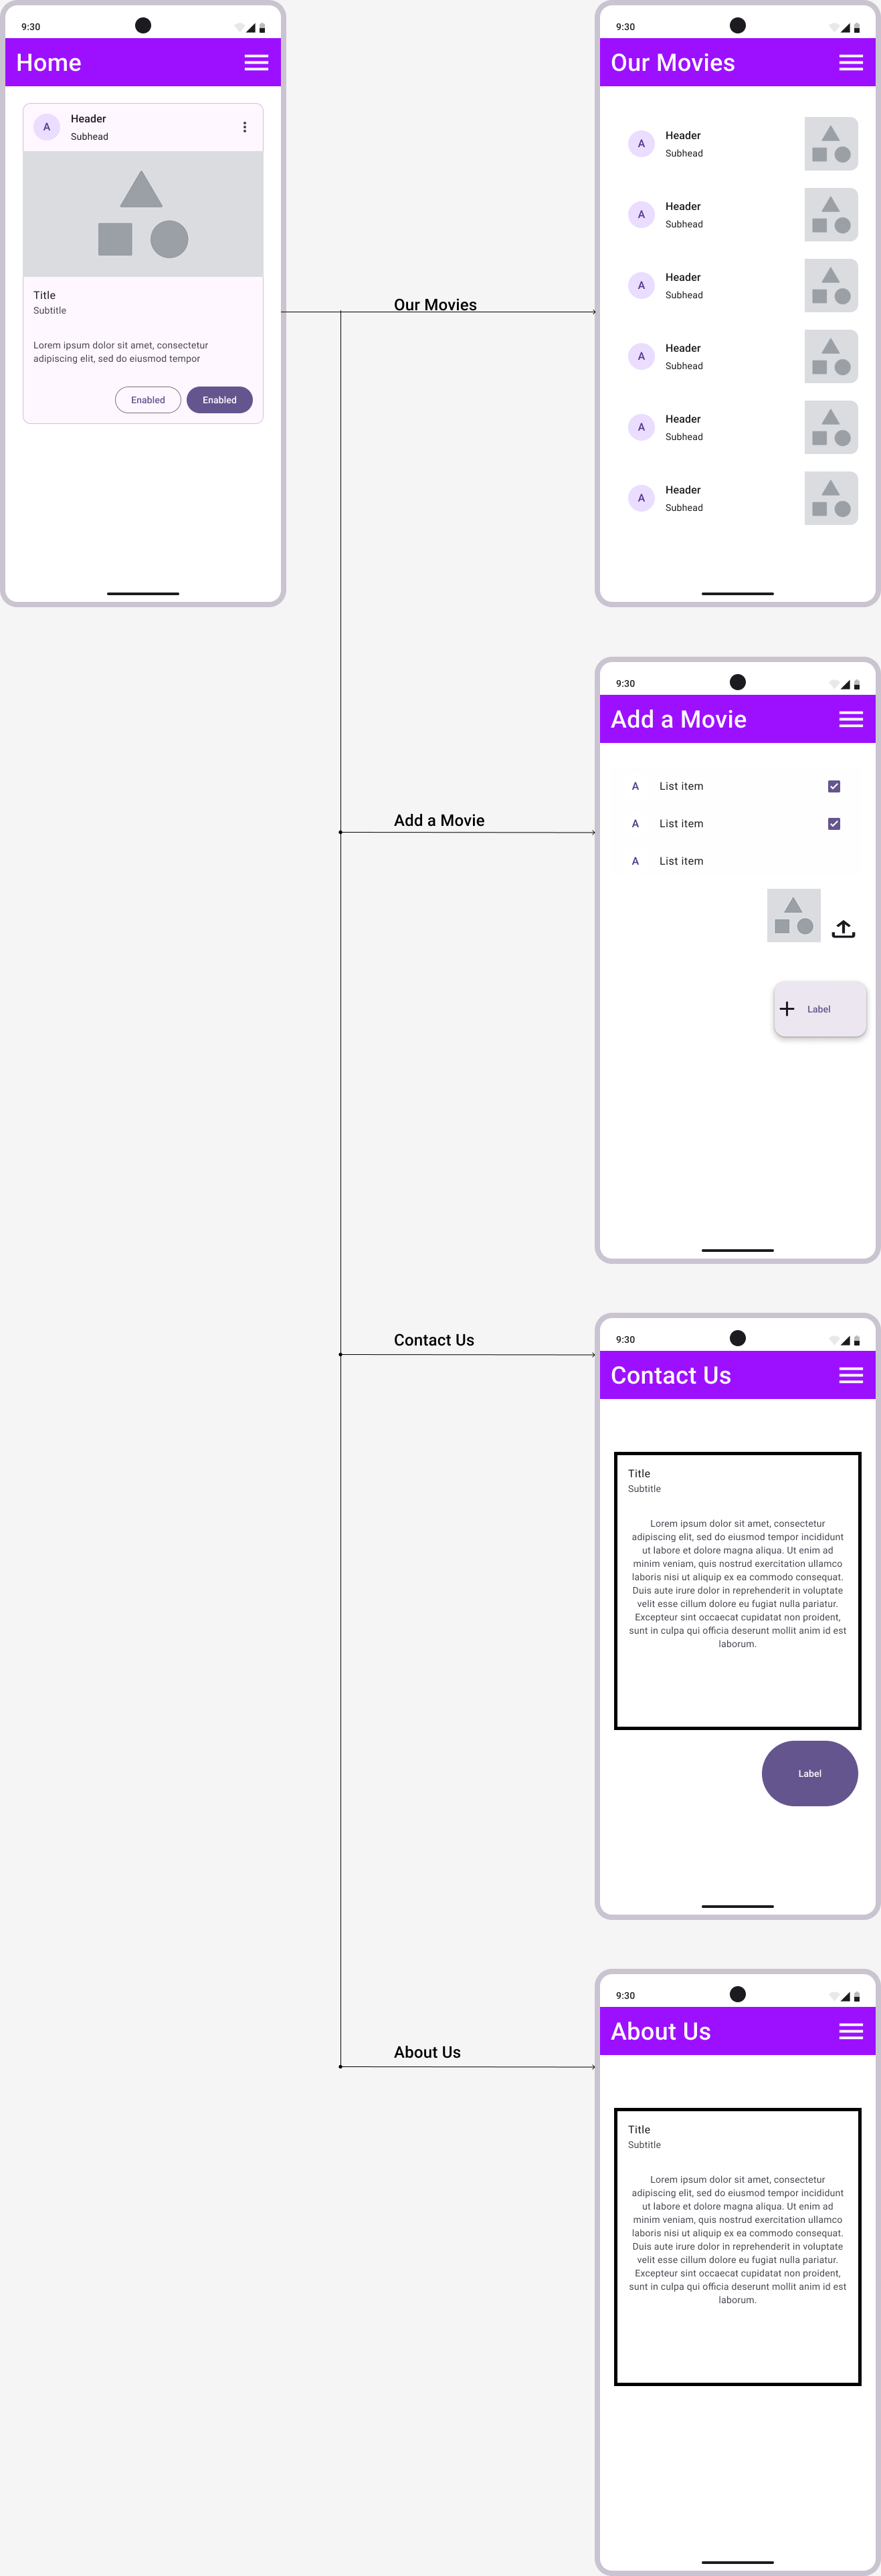 9:30
Home
A
Header
Subhead
Title
Subtitle
Lorem ipsum dolor sit amet, consectetur
adipiscing elit, sed do eiusmod tempor
Enabled
Enabled
Our Movies
9:30
Our Movies
A
Header
Subhead
A
Header
Subhead
A
Header
Subhead
A
Header
Subhead
A
Header
Subhead
A
Header
Subhead
Add a Movie
9:30
Add a Movie
A List item
A List item
A List item
Label
Contact Us
9:30
Contact Us
Title
Subtitle
Lorem ipsum dolor sit amet, consectetur
adipiscing elit, sed do eiusmod tempor incididunt
ut labore et dolore magna aliqua. Ut enim ad
minim veniam, quis nostrud exercitation ullamco
laboris nisi ut aliquip ex ea commodo consequat.
Duis aute irure dolor in reprehenderit in voluptate
velit esse cillum dolore eu fugiat nulla pariatur.
Excepteur sint occaecat cupidatat non proident,
sunt in culpa qui officia deserunt mollit anim id est
laborum.
Label
About Us
9:30
About Us
Title
Subtitle
Lorem ipsum dolor sit amet, consectetur
adipiscing elit, sed do eiusmod tempor incididunt
ut labore et dolore magna aliqua. Ut enim ad
minim veniam, quis nostrud exercitation ullamco
laboris nisi ut aliquip ex ea commodo consequat.
Duis aute irure dolor in reprehenderit in voluptate
velit esse cillum dolore eu fugiat nulla pariatur.
Excepteur sint occaecat cupidatat non proident,
sunt in culpa qui officia deserunt mollit anim id est
laborum.